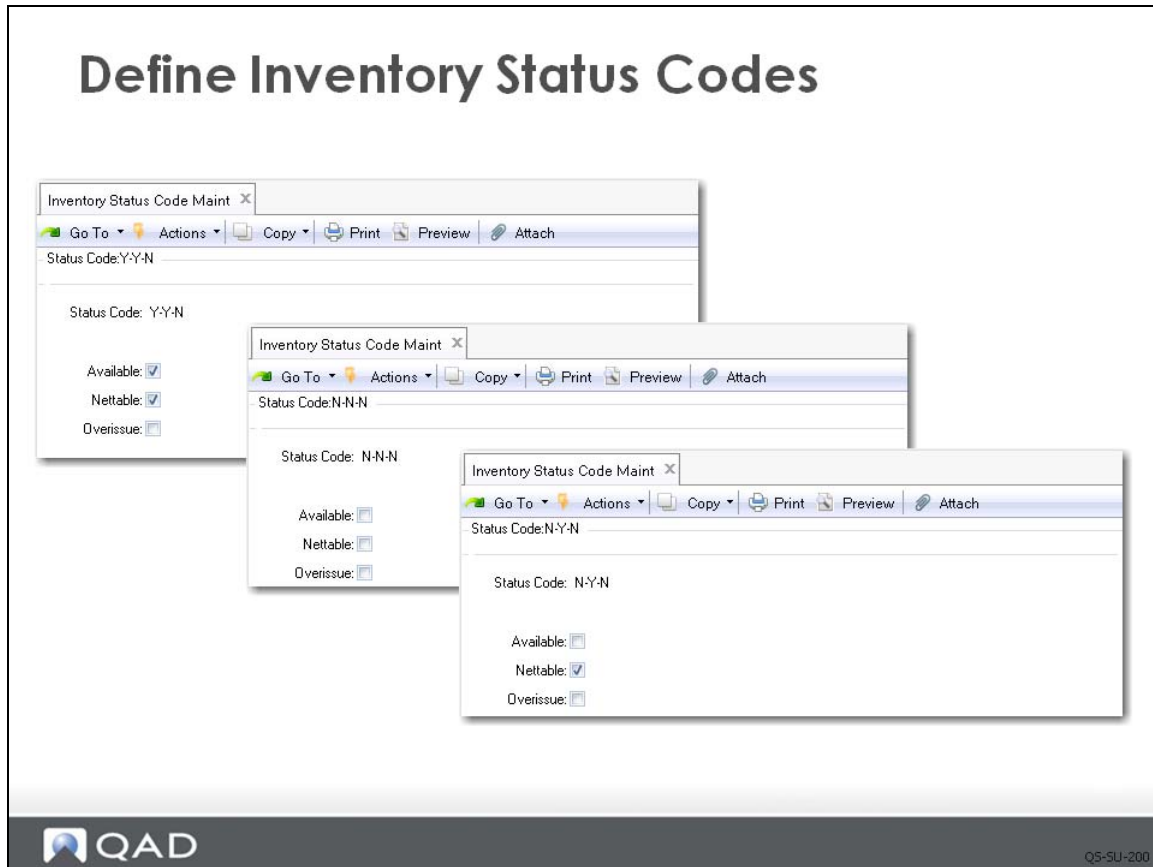 Define Inventory Status Codes
Inventory Status Code Maint
Go To Actions Copy Print Preview Attach
Status Code:Y-Y-N
Status Code: Y-Y-N
Available:
Nettable:
Overissue:
Inventory Status Code Maint
Go To Actions Copy Print Preview Attach
Status Code:N-N-N
Status Code: N-N-N
Available:
Nettable:
Overissue:
Inventory Status Code Maint
Go To Actions Copy Print Preview Attach
Status Code:N-Y-N
Status Code: N-Y-N
Available:
Nettable:
Overissue:
QAD
QS-SU-200